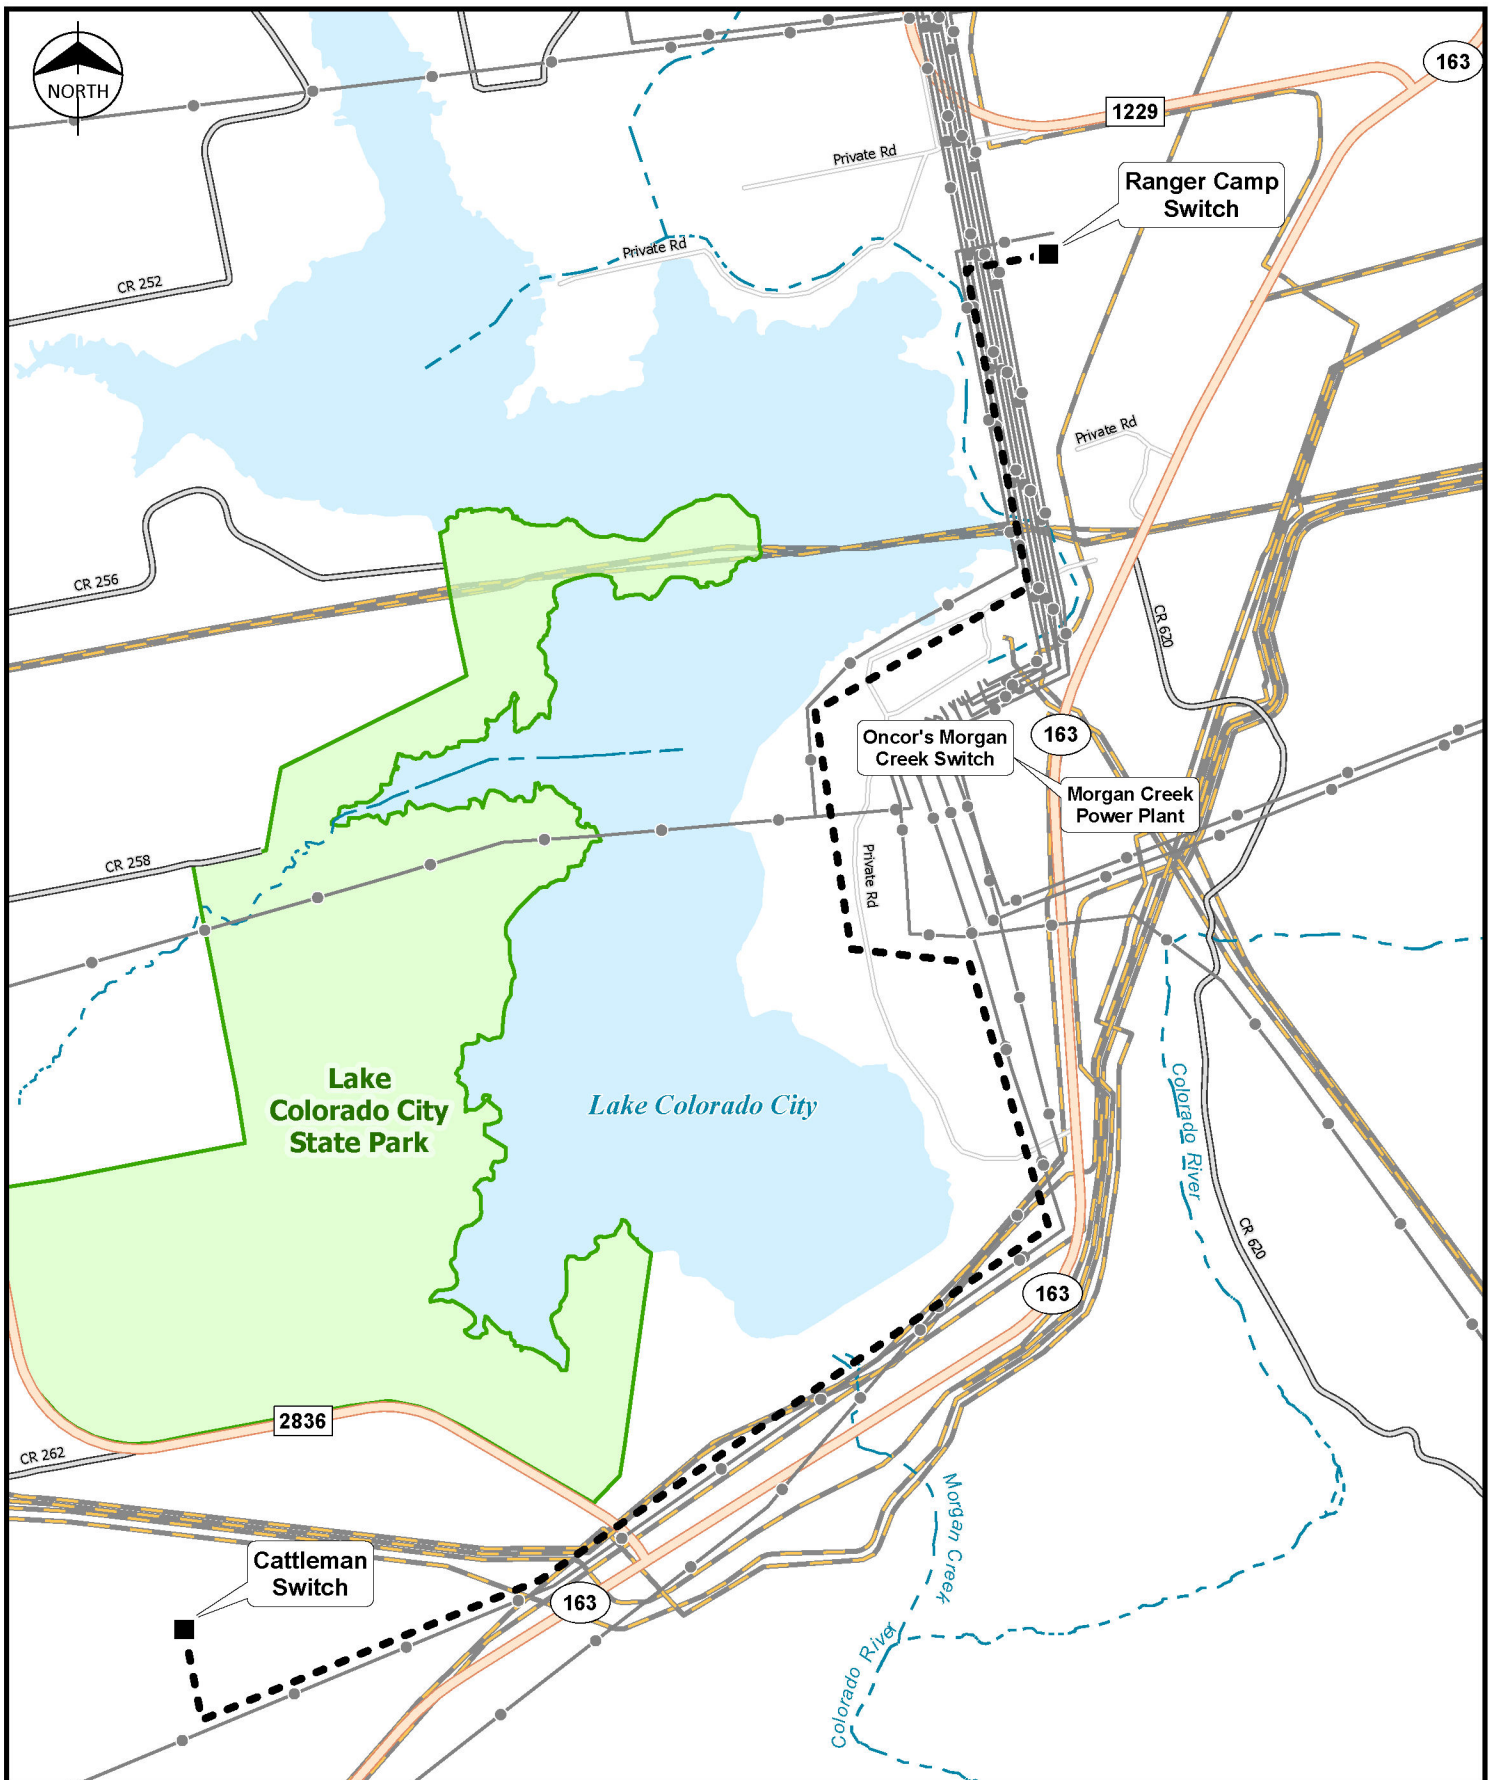 163
NORTH
1229
Private Rd
Ranger Camp
Switch
Private Rd
CR 252
Private Rd
CR 256
CR 620
Oncor's Morgan
Creek Switch
163
Morgan Creek
Power Plant
CR 258
Private Rd
Lake
Colorado City
State Park
Lake Colorado City
Colorado River
CR 620
163
2836
CR 262
Morgan Creek
Cattleman
Switch
163
Colorado River